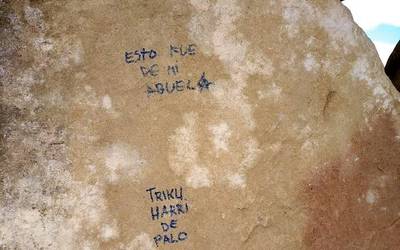 ESTO FUE
DE MI
ABUELA
TRIKU
HARRI
DE
PALO